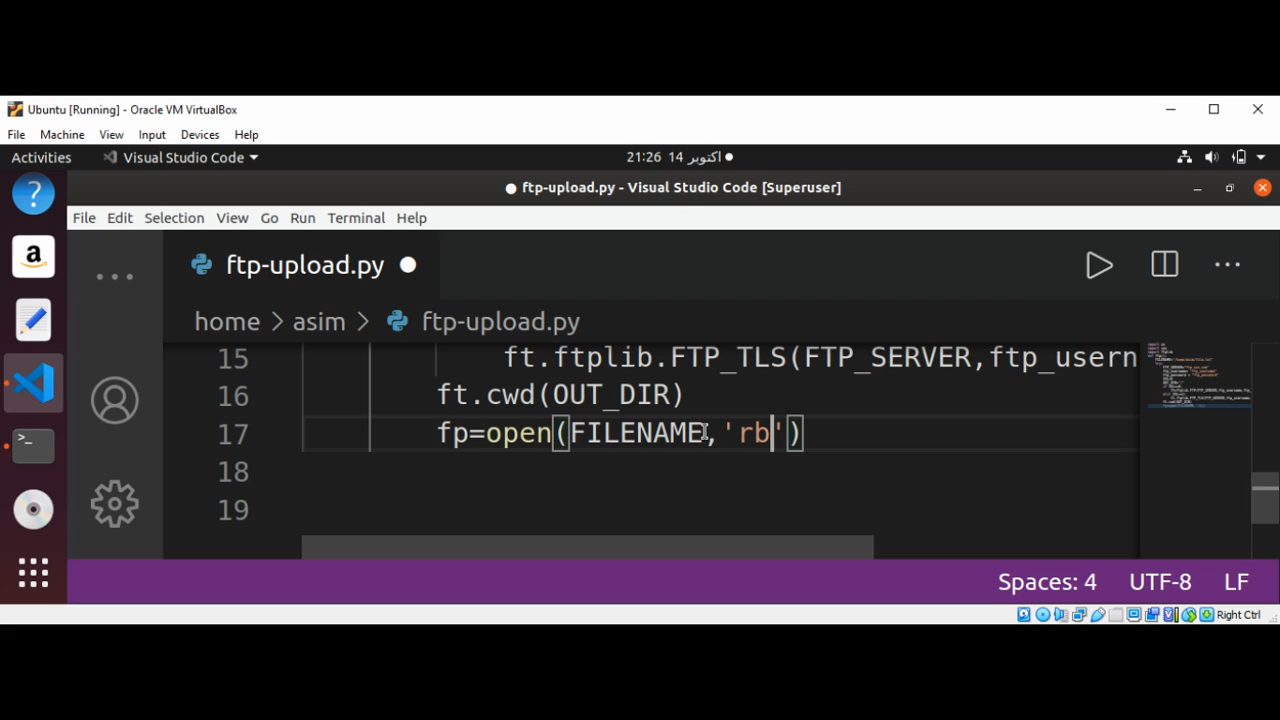 Ubuntu [Running] - Oracle VM VirtualBox
File Machine View Input Devices Help
Activities Visual Studio Code 21:26 14 اکتوبر
ftp-upload.py - Visual Studio Code [Superuser]
File Edit Selection View Go Run Terminal Help
ftp-upload.py
home > asim > ftp-upload.py
15 ft.ftplib.FTP_TLS(FTP_SERVER,ftp_usern
16 ft.cwd(OUT_DIR)
17 fp=open(FILENAME,'rb')
18
19
Spaces: 4 UTF-8 LF
Right Ctrl